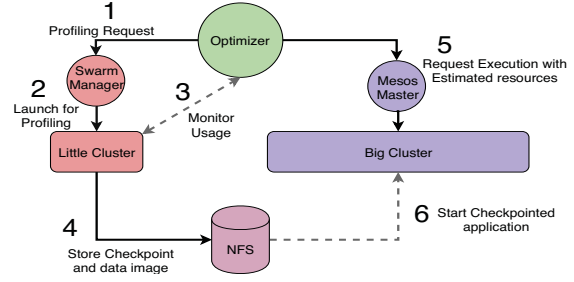 1
Profiling Request
Optimizer
5
Request Execution with
Estimated resources
Swarm
Manager
Mesos
Master
2
Launch for
Profiling
3
Monitor
Usage
Little Cluster
Big Cluster
4
Store Checkpoint
and data image
NFS
6
Start Checkpointed
application